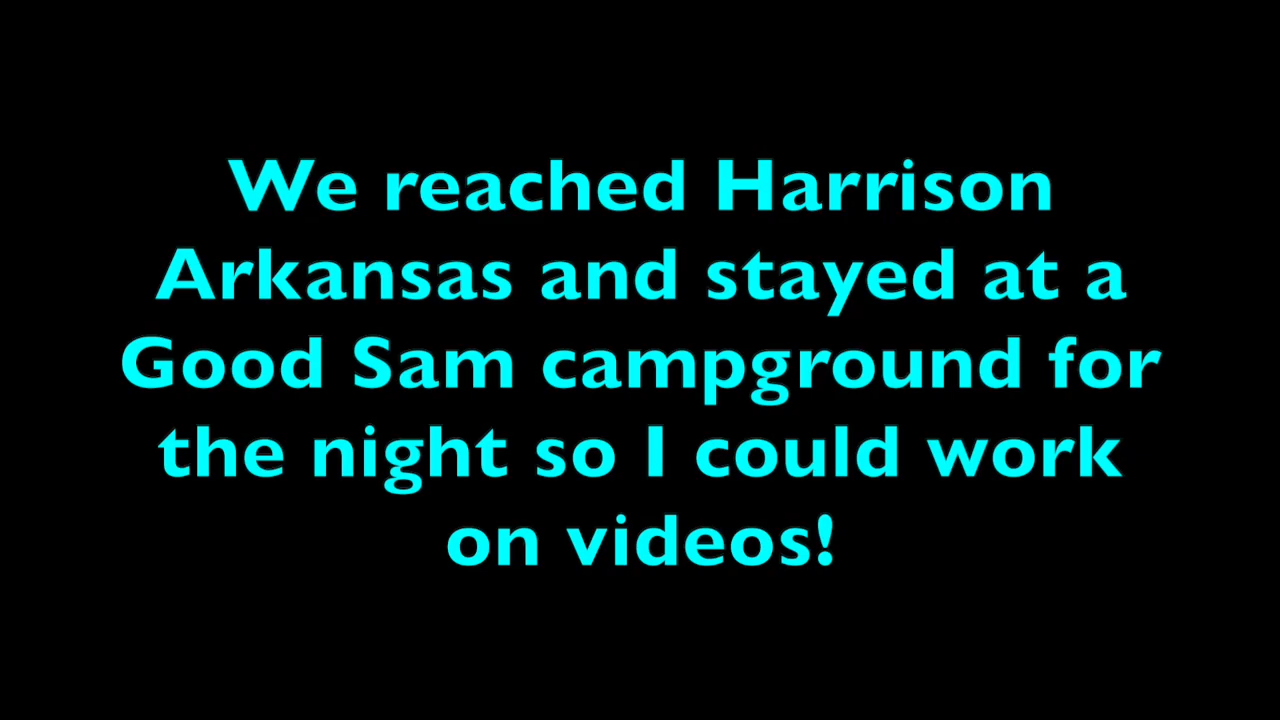 We reached Harrison
Arkansas and stayed at a
Good Sam campground for
the night so I could work
on videos!